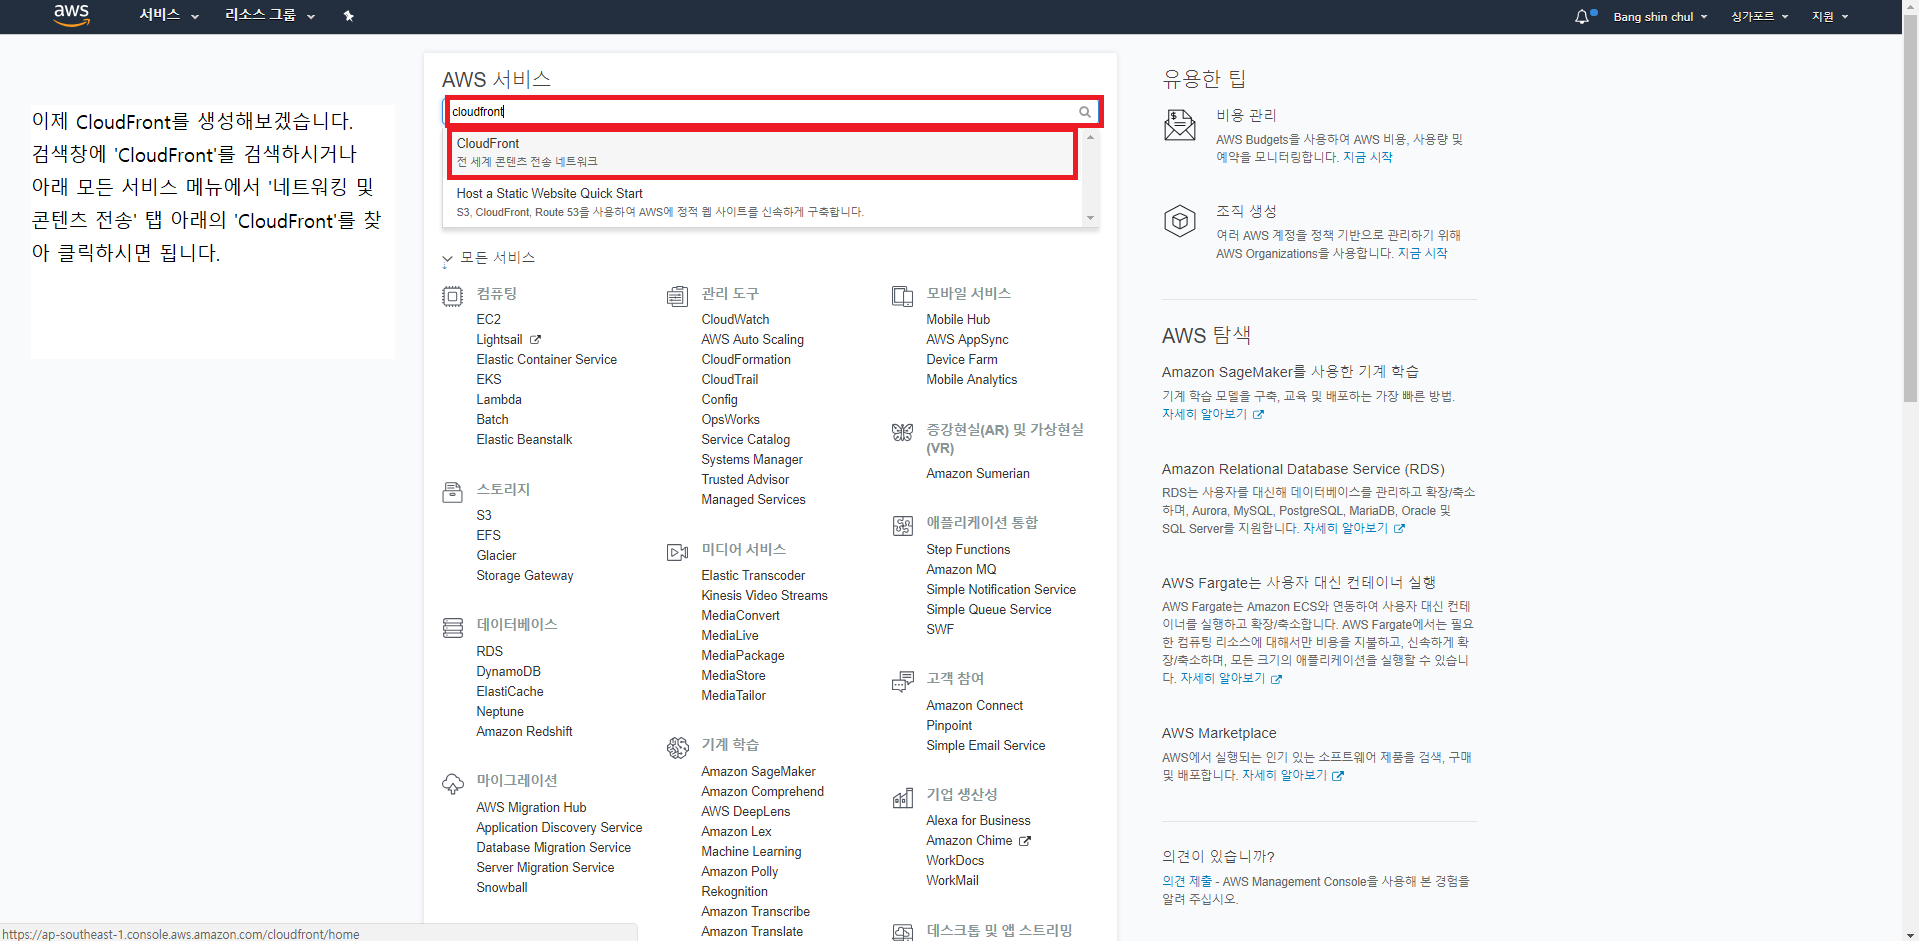 aws
서비스
리소스 그룹
Bang shin chul
싱가포르
지원
이제 CloudFront를 생성해보겠습니다.
검색창에 'CloudFront'를 검색하시거나
아래 모든 서비스 메뉴에서 '네트워킹 및
콘텐츠 전송' 탭 아래의 'CloudFront'를 찾
아 클릭하시면 됩니다.
AWS 서비스
cloudfront
CloudFront
전 세계 콘텐츠 전송 네트워크
Host a Static Website Quick Start
S3, CloudFront, Route 53을 사용하여 AWS에 정적 웹 사이트를 신속하게 구축합니다.
모든 서비스
컴퓨팅
EC2
Lightsail
Elastic Container Service
EKS
Lambda
Batch
Elastic Beanstalk
스토리지
S3
EFS
Glacier
Storage Gateway
데이터베이스
RDS
DynamoDB
ElastiCache
Neptune
Amazon Redshift
마이그레이션
AWS Migration Hub
Application Discovery Service
Database Migration Service
Server Migration Service
Snowball
관리 도구
CloudWatch
AWS Auto Scaling
CloudFormation
CloudTrail
Config
OpsWorks
Service Catalog
Systems Manager
Trusted Advisor
Managed Services
미디어 서비스
Elastic Transcoder
Kinesis Video Streams
MediaConvert
MediaLive
MediaPackage
MediaStore
MediaTailor
기계 학습
Amazon SageMaker
Amazon Comprehend
AWS DeepLens
Amazon Lex
Machine Learning
Amazon Polly
Rekognition
Amazon Transcribe
Amazon Translate
모바일 서비스
Mobile Hub
AWS AppSync
Device Farm
Mobile Analytics
증강현실(AR) 및 가상현실
(VR)
Amazon Sumerian
애플리케이션 통합
Step Functions
Amazon MQ
Simple Notification Service
Simple Queue Service
SWF
고객 참여
Amazon Connect
Pinpoint
Simple Email Service
기업 생산성
Alexa for Business
Amazon Chime
WorkDocs
WorkMail
데스크톱 및 앱 스트리밍
유용한 팁
비용 관리
AWS Budgets을 사용하여 AWS 비용, 사용량 및
예약을 모니터링합니다. 지금 시작
조직 생성
여러 AWS 계정을 정책 기반으로 관리하기 위해
AWS Organizations을 사용합니다. 지금 시작
AWS 탐색
Amazon SageMaker를 사용한 기계 학습
기계 학습 모델을 구축, 교육 및 배포하는 가장 빠른 방법.
자세히 알아보기
Amazon Relational Database Service (RDS)
RDS는 사용자를 대신해 데이터베이스를 관리하고 확장/축소
하며, Aurora, MySQL, PostgreSQL, MariaDB, Oracle 및
SQL Server를 지원합니다. 자세히 알아보기
AWS Fargate는 사용자 대신 컨테이너 실행
AWS Fargate는 Amazon ECS와 연동하여 사용자 대신 컨테
이너를 실행하고 확장/축소합니다. AWS Fargate에서는 필요
한 컴퓨팅 리소스에 대해서만 비용을 지불하고, 신속하게 확
장/축소하며, 모든 크기의 애플리케이션을 실행할 수 있습니
다. 자세히 알아보기
AWS Marketplace
AWS에서 실행되는 인기 있는 소프트웨어 제품을 검색, 구매
및 배포합니다. 자세히 알아보기
의견이 있습니까?
의견 제출 - AWS Management Console을 사용해 본 경험을
알려 주십시오.
https://ap-southeast-1.console.aws.amazon.com/cloudfront/home